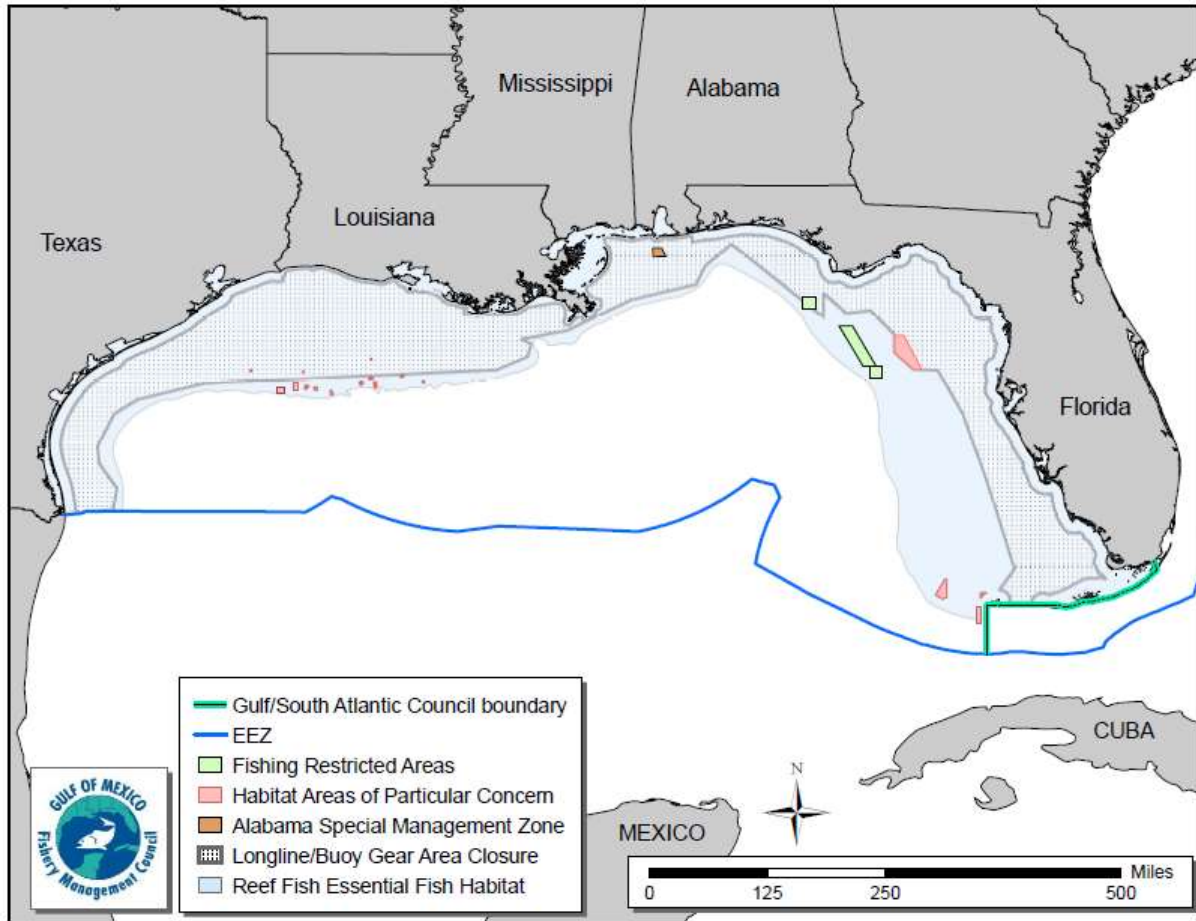 Mississippi
Alabama
Louisiana
Texas
Florida
Gulf/South Atlantic Council boundary
EEZ
Fishing Restricted Areas
Habitat Areas of Particular Concern
Alabama Special Management Zone
Longline/Buoy Gear Area Closure
Reef Fish Essential Fish Habitat
GULF OF MEXICO
Fishery Management Council
N
CUBA
MEXICO
Miles
0 125 250 500